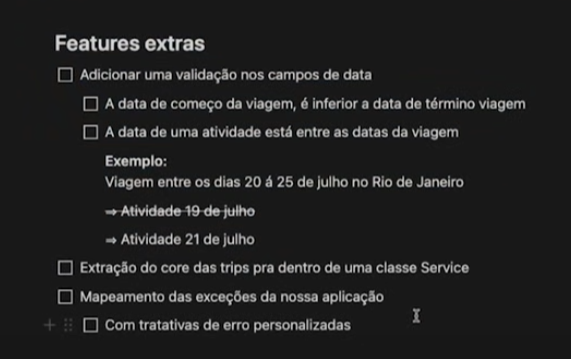 Features extras
Adicionar uma validação nos campos de data
A data de começo da viagem, é inferior a data de término viagem
A data de uma atividade está entre as datas da viagem
Exemplo:
Viagem entre os dias 20 á 25 de julho no Rio de Janeiro
⇒ Atividade 19 de julho
⇒ Atividade 21 de julho
Extração do core das trips pra dentro de uma classe Service
Mapeamento das exceções da nossa aplicação
Com tratativas de erro personalizadas